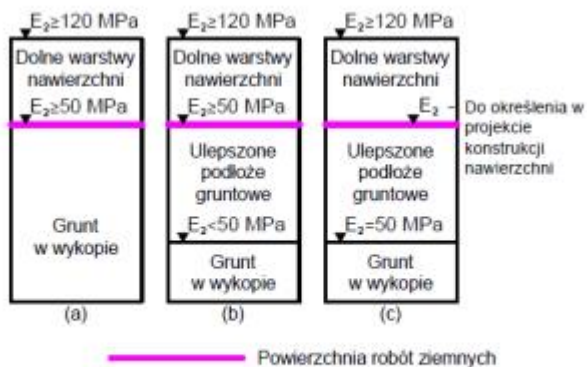 E₂≥120 MPa
Dolne warstwy
nawierzchni
E₂≥50 MPa
Grunt
w wykopie
(a)
E₂≥120 MPa
Dolne warstwy
nawierzchni
E₂≥50 MPa
Ulepszone
podłoże
gruntowe
E₂<50 MPa
Grunt
w wykopie
(b)
E₂≥120 MPa
Dolne warstwy
nawierzchni
E₂ - Do określenia w
projekcie
konstrukcji
nawierzchni
Ulepszone
podłoże
gruntowe
E₂=50 MPa
Grunt
w wykopie
(c)
Powierzchnia robót ziemnych